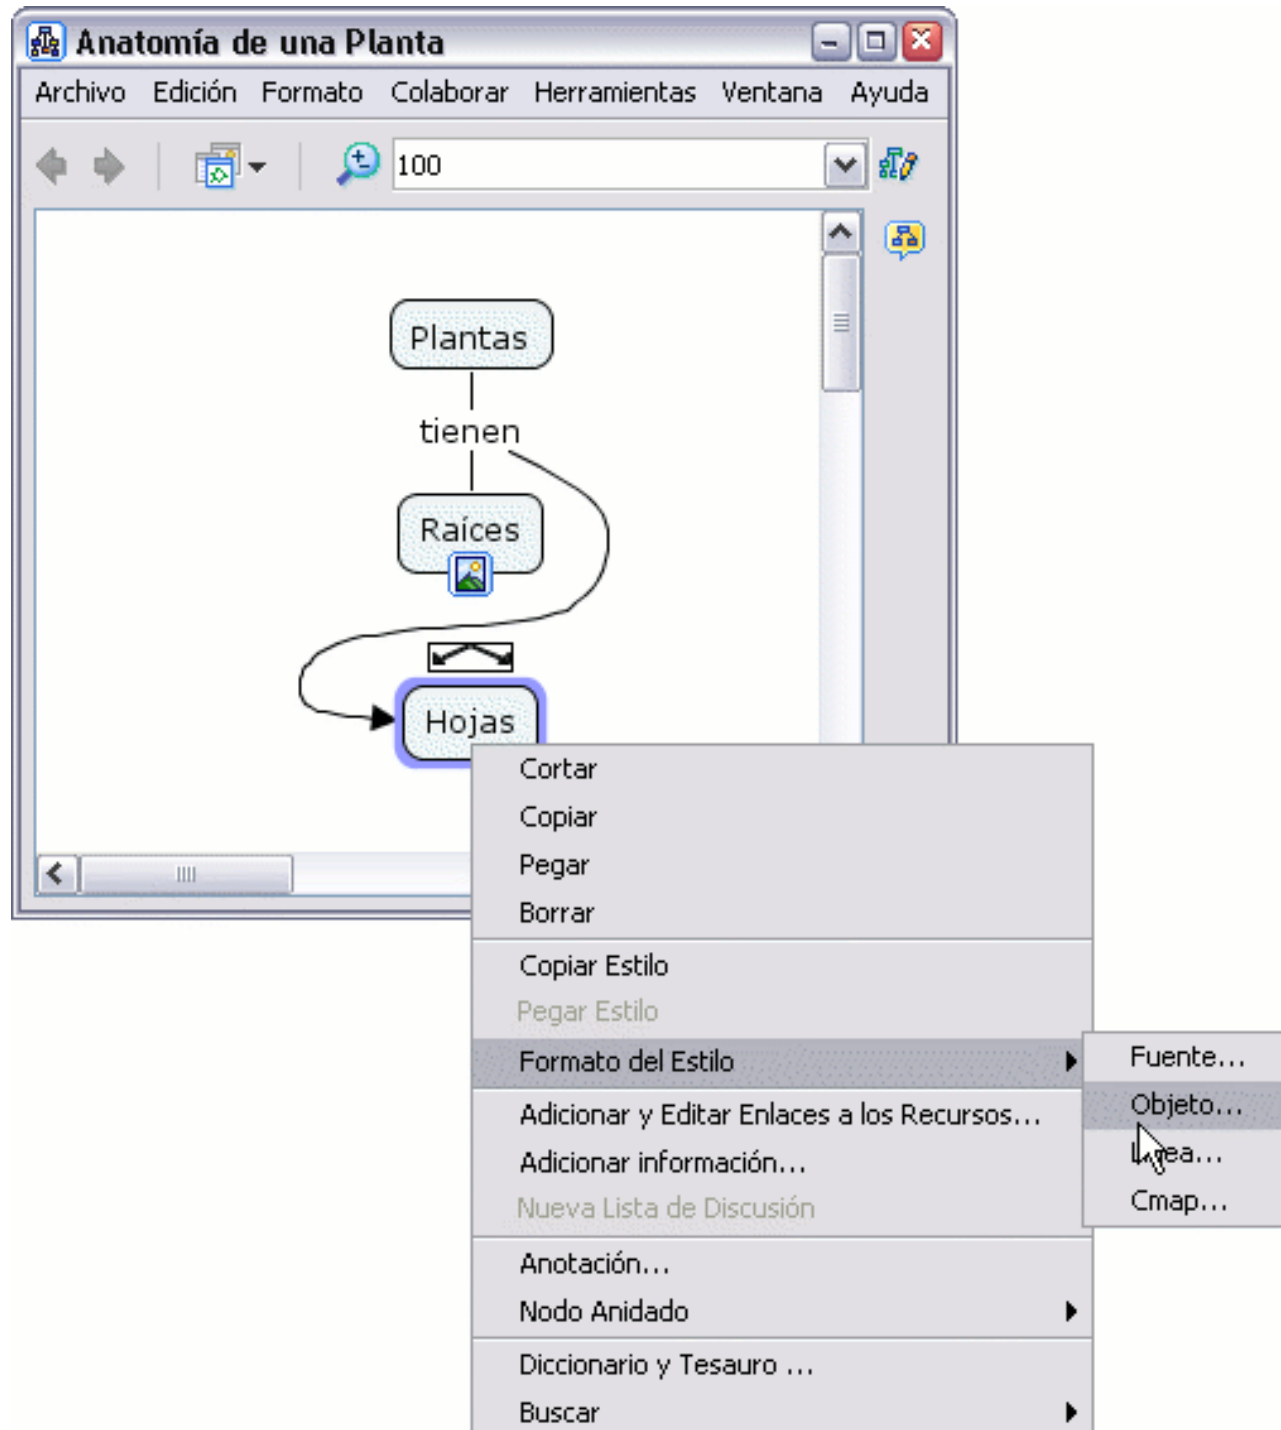 Anatomía de una Planta
Archivo Edición Formato Colaborar Herramientas Ventana Ayuda
100
Plantas
tienen
Raíces
Hojas
Cortar
Copiar
Pegar
Borrar
Copiar Estilo
Pegar Estilo
Formato del Estilo
Fuente...
Objeto...
Cmap...
Adicionar y Editar Enlaces a los Recursos...
Adicionar información...
Nueva Lista de Discusión
Anotación...
Nodo Anidado
Diccionario y Tesauro ...
Buscar